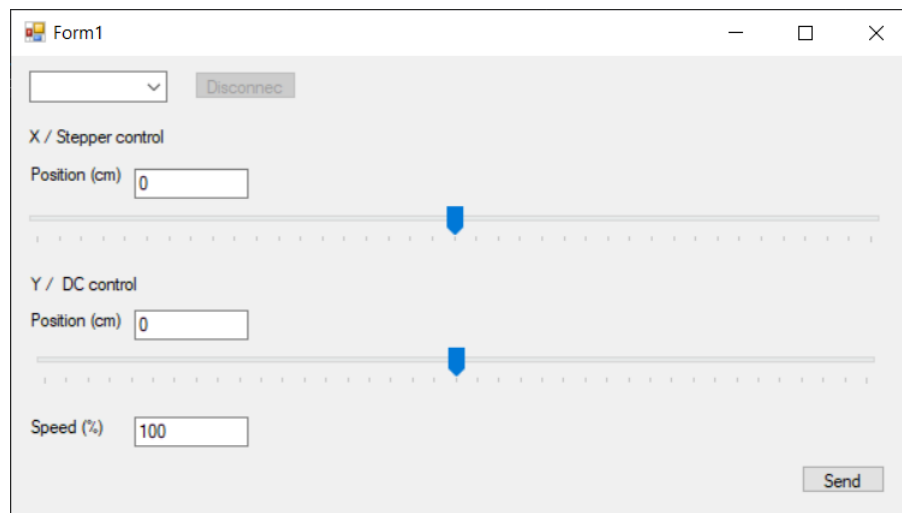 Form1
Disconnec
X / Stepper control
Position (cm) 0
Y / DC control
Position (cm) 0
Speed (%) 100
Send